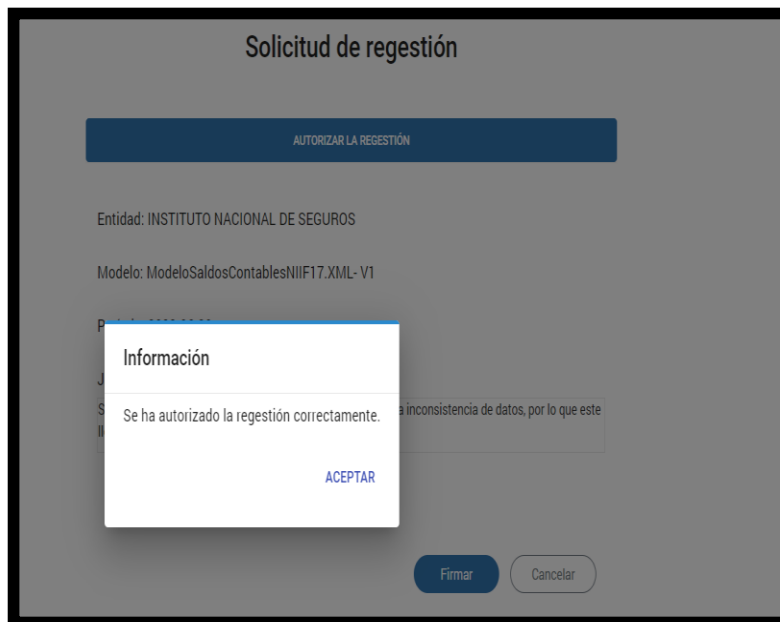 Solicitud de regestión
AUTORIZAR LA REGESTIÓN
Entidad: INSTITUTO NACIONAL DE SEGUROS
Modelo: ModeloSaldosContablesNIIF17.XML- V1
Información
Se ha autorizado la regestión correctamente.
inconsistencia de datos, por lo que este
ACEPTAR
Firmar
Cancelar